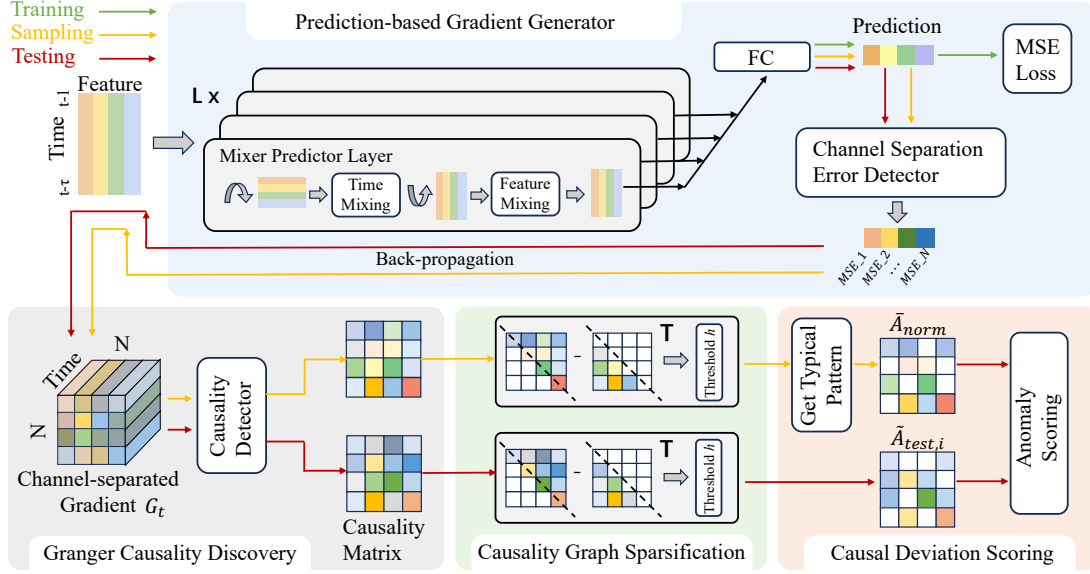 Training
Sampling
Testing
Prediction-based Gradient Generator
Feature
Time
t-1
t-τ
L x
Mixer Predictor Layer
Time
Mixing
Feature
Mixing
FC
Prediction
MSE
Loss
Channel Separation
Error Detector
MSE_1
MSE_2
...
MSE_N
Back-propagation
N
Time
N
Channel-separated
Gradient G_t
Causality
Detector
Causality
Matrix
Granger Causality Discovery
-
T
Threshold h
-
T
Threshold h
Causality Graph Sparsification
Get Typical
Pattern
Ā_norm
Ã_test,i
Anomaly
Scoring
Causal Deviation Scoring